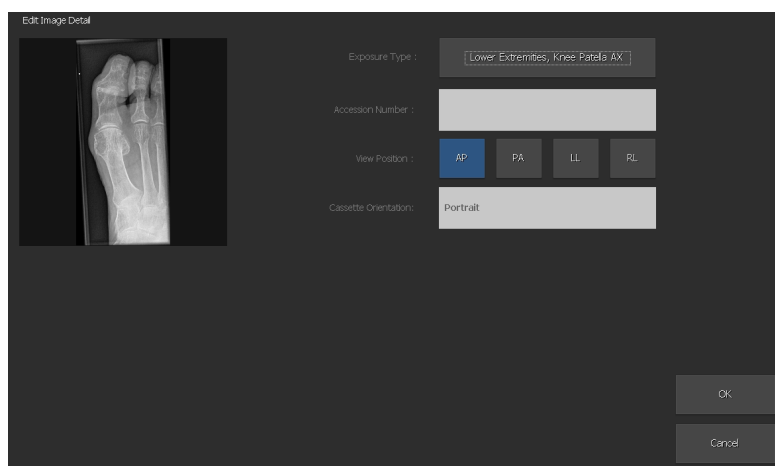 Edit Image Detail
Exposure Type :
Lower Extremities, Knee Patella AX
Accession Number :
View Position :
AP
PA
LL
RL
Cassette Orientation:
Portrait
OK
Cancel